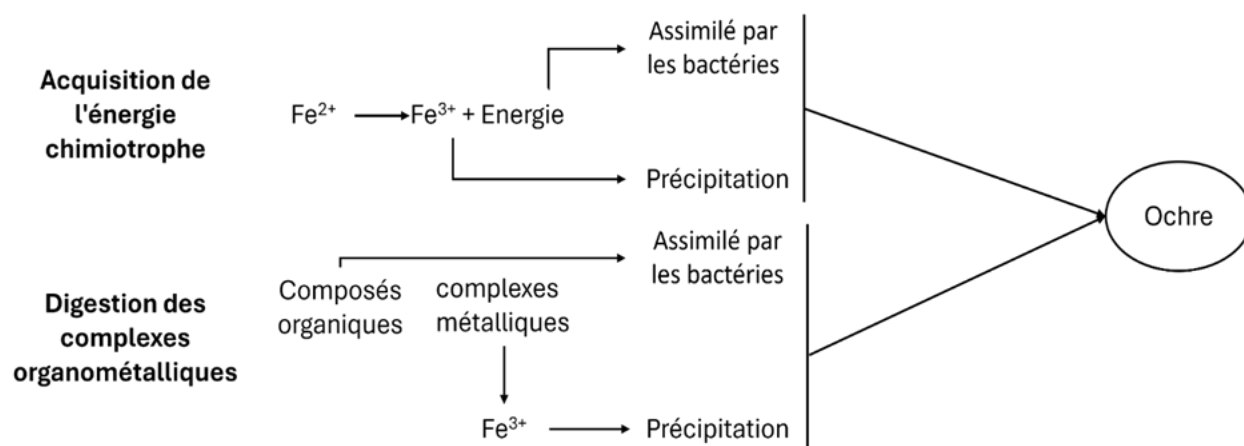 Acquisition de
l'énergie
chimiotrophe
Fe²⁺
Fe³⁺ + Energie
Assimilé par
les bactéries
Précipitation
Ochre
Digestion des
complexes
organométalliques
Composés
organiques
complexes
métalliques
Assimilé par
les bactéries
Fe³⁺
Précipitation